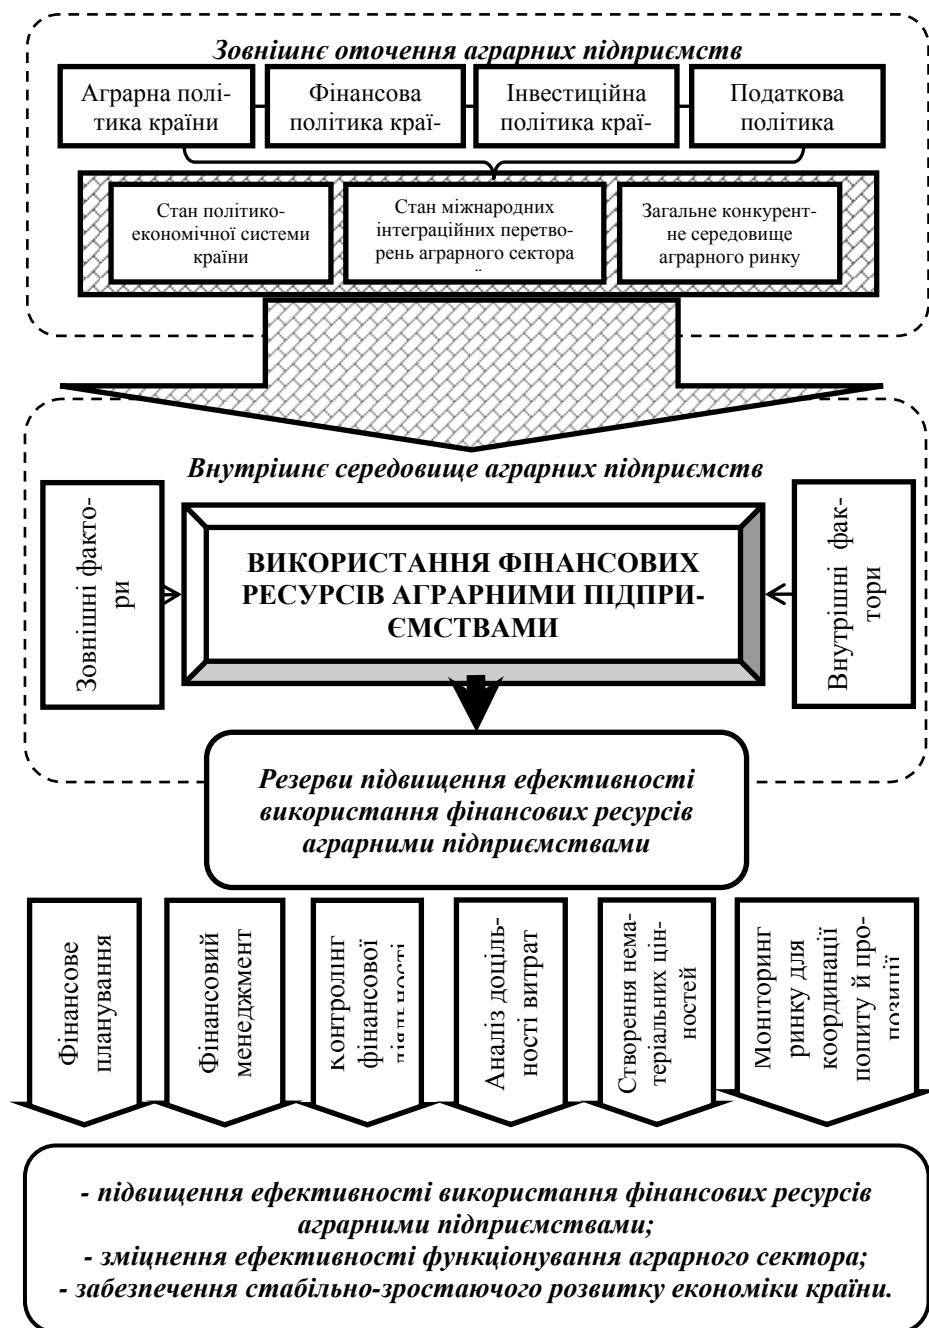 Зовнішнє оточення аграрних підприємств
Аграрна полі-
тика країни
Фінансова
політика краї-
Інвестиційна
політика краї-
Податкова
політика
Стан політико-
економічної системи
країни
Стан міжнародних
інтеграційних перетво-
рень аграрного сектора
Загальне конкурент-
не середовище
аграрного ринку
Внутрішнє середовище аграрних підприємств
Зовнішні факто-
ри
ВИКОРИСТАННЯ ФІНАНСОВИХ
РЕСУРСІВ АГРАРНИМИ ПІДПРИ-
ЄМСТВАМИ
Внутрішні фак-
тори
Резерви підвищення ефективності
використання фінансових ресурсів
аграрними підприємствами
Фінансове
планування
Фінансовий
менеджмент
Контролінг
фінансової
діяльності
Аналіз доціль-
ності витрат
Створення нема-
теріальних цін-
ностей
Моніторинг
ринку для
координації
попиту й про-
позиції
- підвищення ефективності використання фінансових ресурсів
аграрними підприємствами;
- зміцнення ефективності функціонування аграрного сектора;
- забезпечення стабільно-зростаючого розвитку економіки країни.